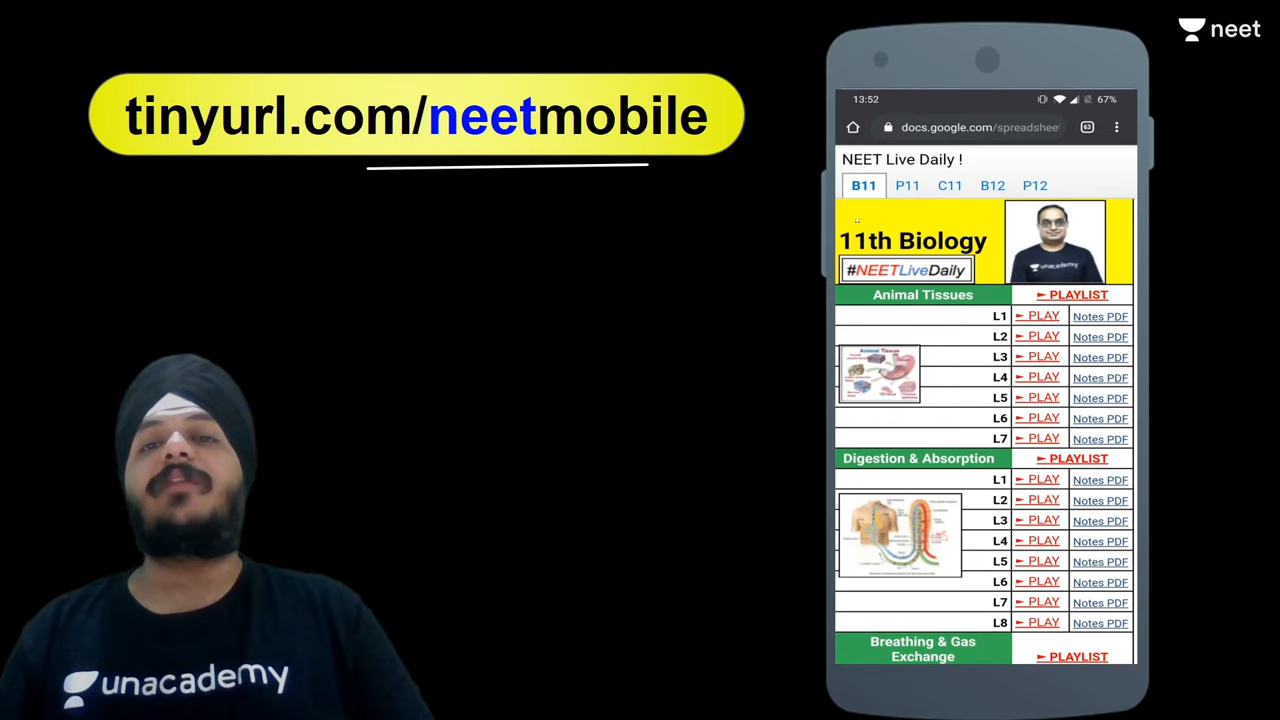 neet
tinyurl.com/neetmobile
13:52
67%
docs.google.com/spreadshee
63
NEET Live Daily !
B11 P11 C11 B12 P12
11th Biology
#NEETLiveDaily
unacademy
Animal Tissues ► PLAYLIST
L1 ► PLAY Notes PDF
L2 ► PLAY Notes PDF
L3 ► PLAY Notes PDF
L4 ► PLAY Notes PDF
L5 ► PLAY Notes PDF
L6 ► PLAY Notes PDF
L7 ► PLAY Notes PDF
Animal Tissue
Digestion & Absorption ► PLAYLIST
L1 ► PLAY Notes PDF
L2 ► PLAY Notes PDF
L3 ► PLAY Notes PDF
L4 ► PLAY Notes PDF
L5 ► PLAY Notes PDF
L6 ► PLAY Notes PDF
L7 ► PLAY Notes PDF
L8 ► PLAY Notes PDF
Breathing & Gas
Exchange ► PLAYLIST
unacademy